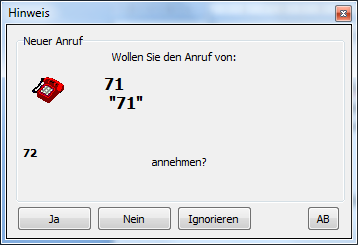 Hinweis
Neuer Anruf
Wollen Sie den Anruf von:
71
"71"
72
annehmen?
Ja
Nein
Ignorieren
AB